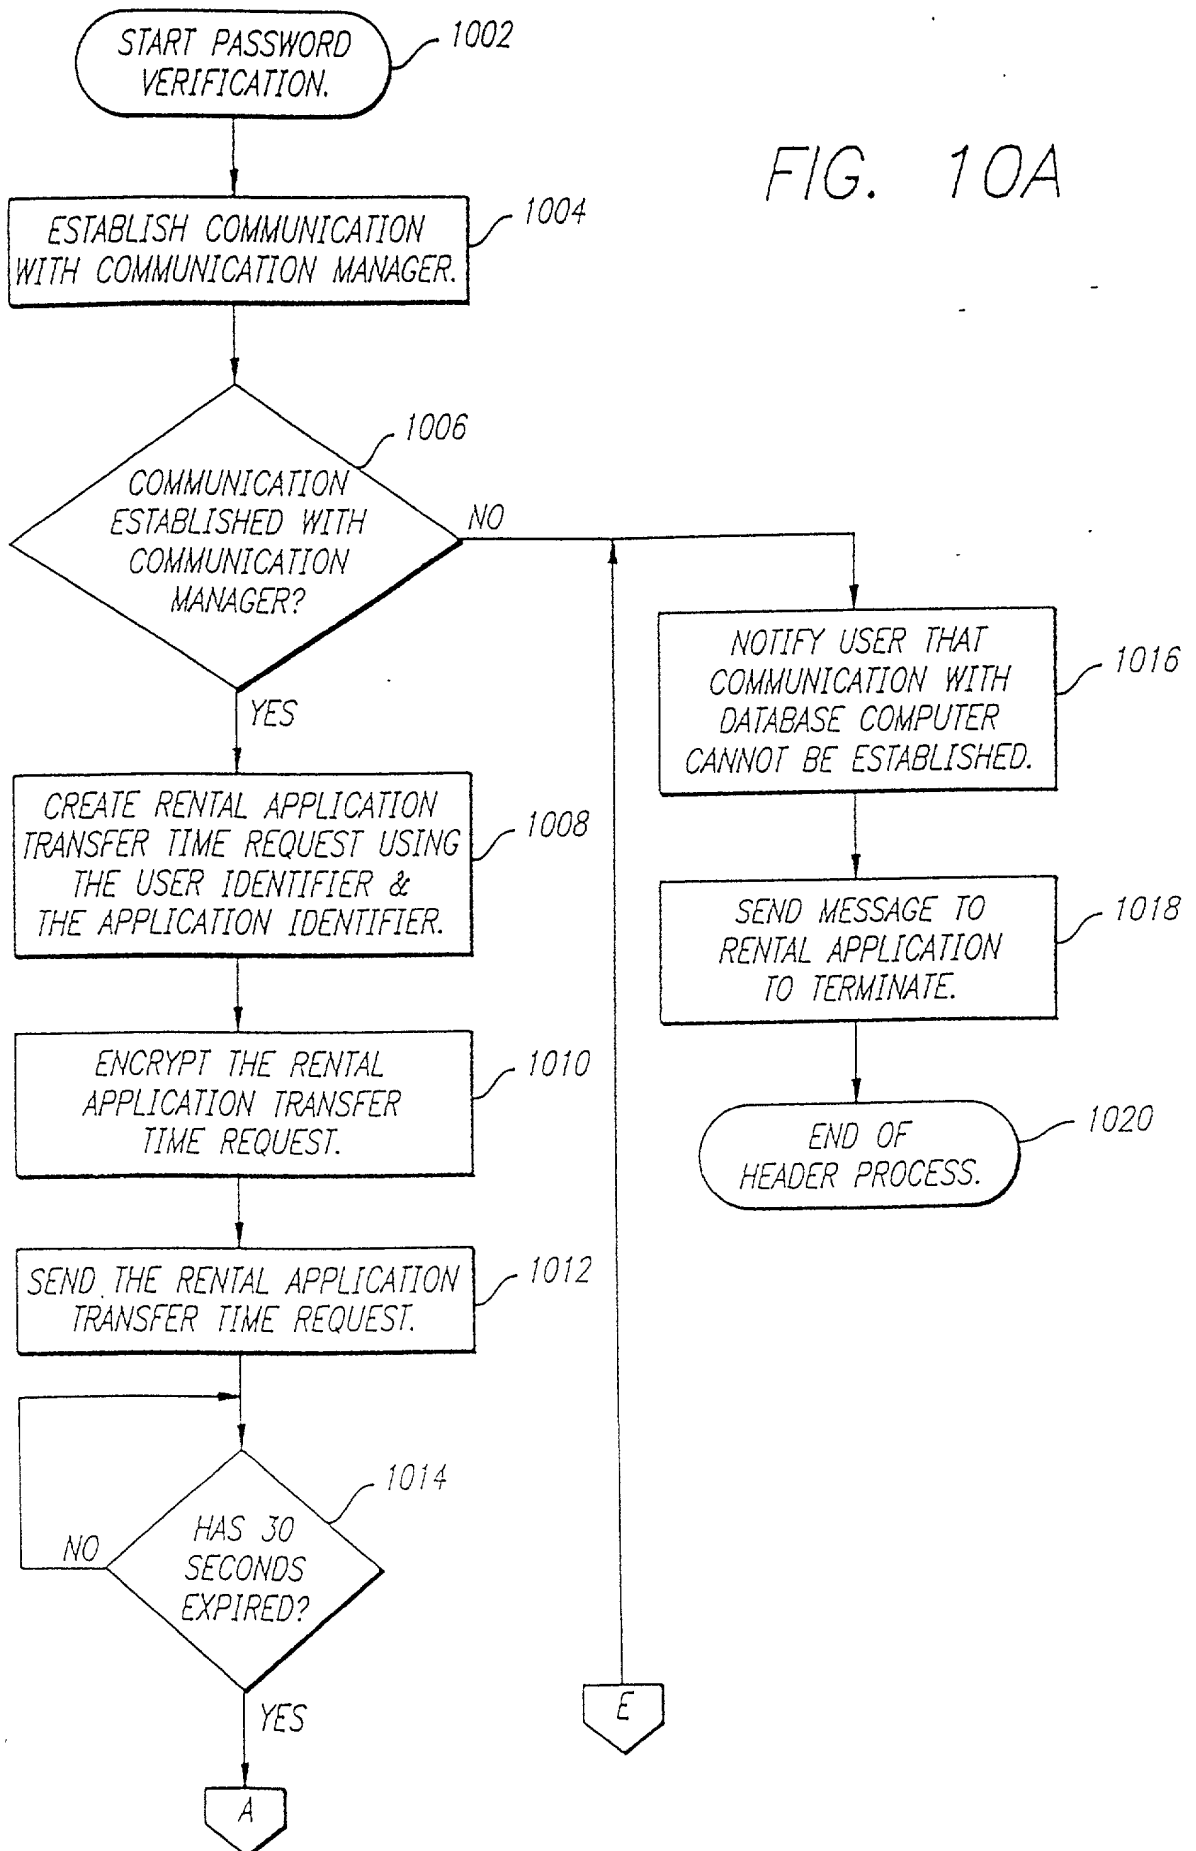 START PASSWORD
VERIFICATION.
1002
FIG. 10A
ESTABLISH COMMUNICATION
WITH COMMUNICATION MANAGER.
1004
COMMUNICATION
ESTABLISHED WITH
COMMUNICATION
MANAGER?
1006
NO
YES
NOTIFY USER THAT
COMMUNICATION WITH
DATABASE COMPUTER
CANNOT BE ESTABLISHED.
1016
CREATE RENTAL APPLICATION
TRANSFER TIME REQUEST USING
THE USER IDENTIFIER &
THE APPLICATION IDENTIFIER.
1008
SEND MESSAGE TO
RENTAL APPLICATION
TO TERMINATE.
1018
ENCRYPT THE RENTAL
APPLICATION TRANSFER
TIME REQUEST.
1010
END OF
HEADER PROCESS.
1020
SEND THE RENTAL APPLICATION
TRANSFER TIME REQUEST.
1012
HAS 30
SECONDS
EXPIRED?
1014
NO
YES
E
A